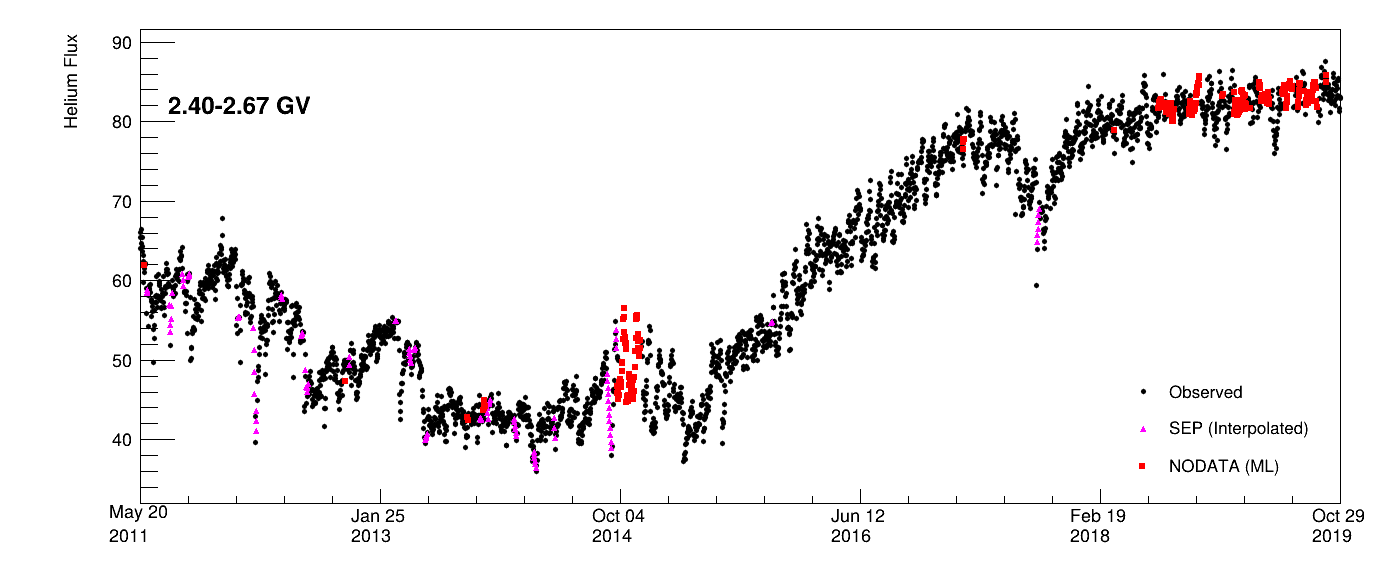 Helium Flux
90
80
70
60
50
40
2.40-2.67 GV
Observed
SEP (Interpolated)
NODATA (ML)
May 20
2011
Jan 25
2013
Oct 04
2014
Jun 12
2016
Feb 19
2018
Oct 29
2019